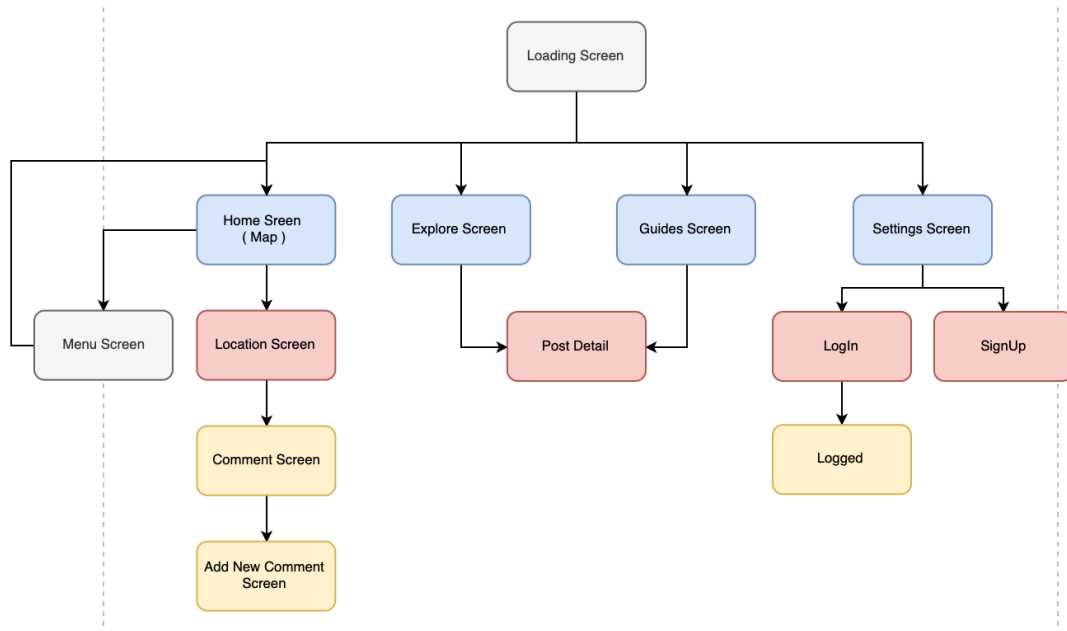 Loading Screen
Home Sreen
( Map )
Explore Screen
Guides Screen
Settings Screen
Menu Screen
Location Screen
Post Detail
LogIn
SignUp
Comment Screen
Logged
Add New Comment
Screen